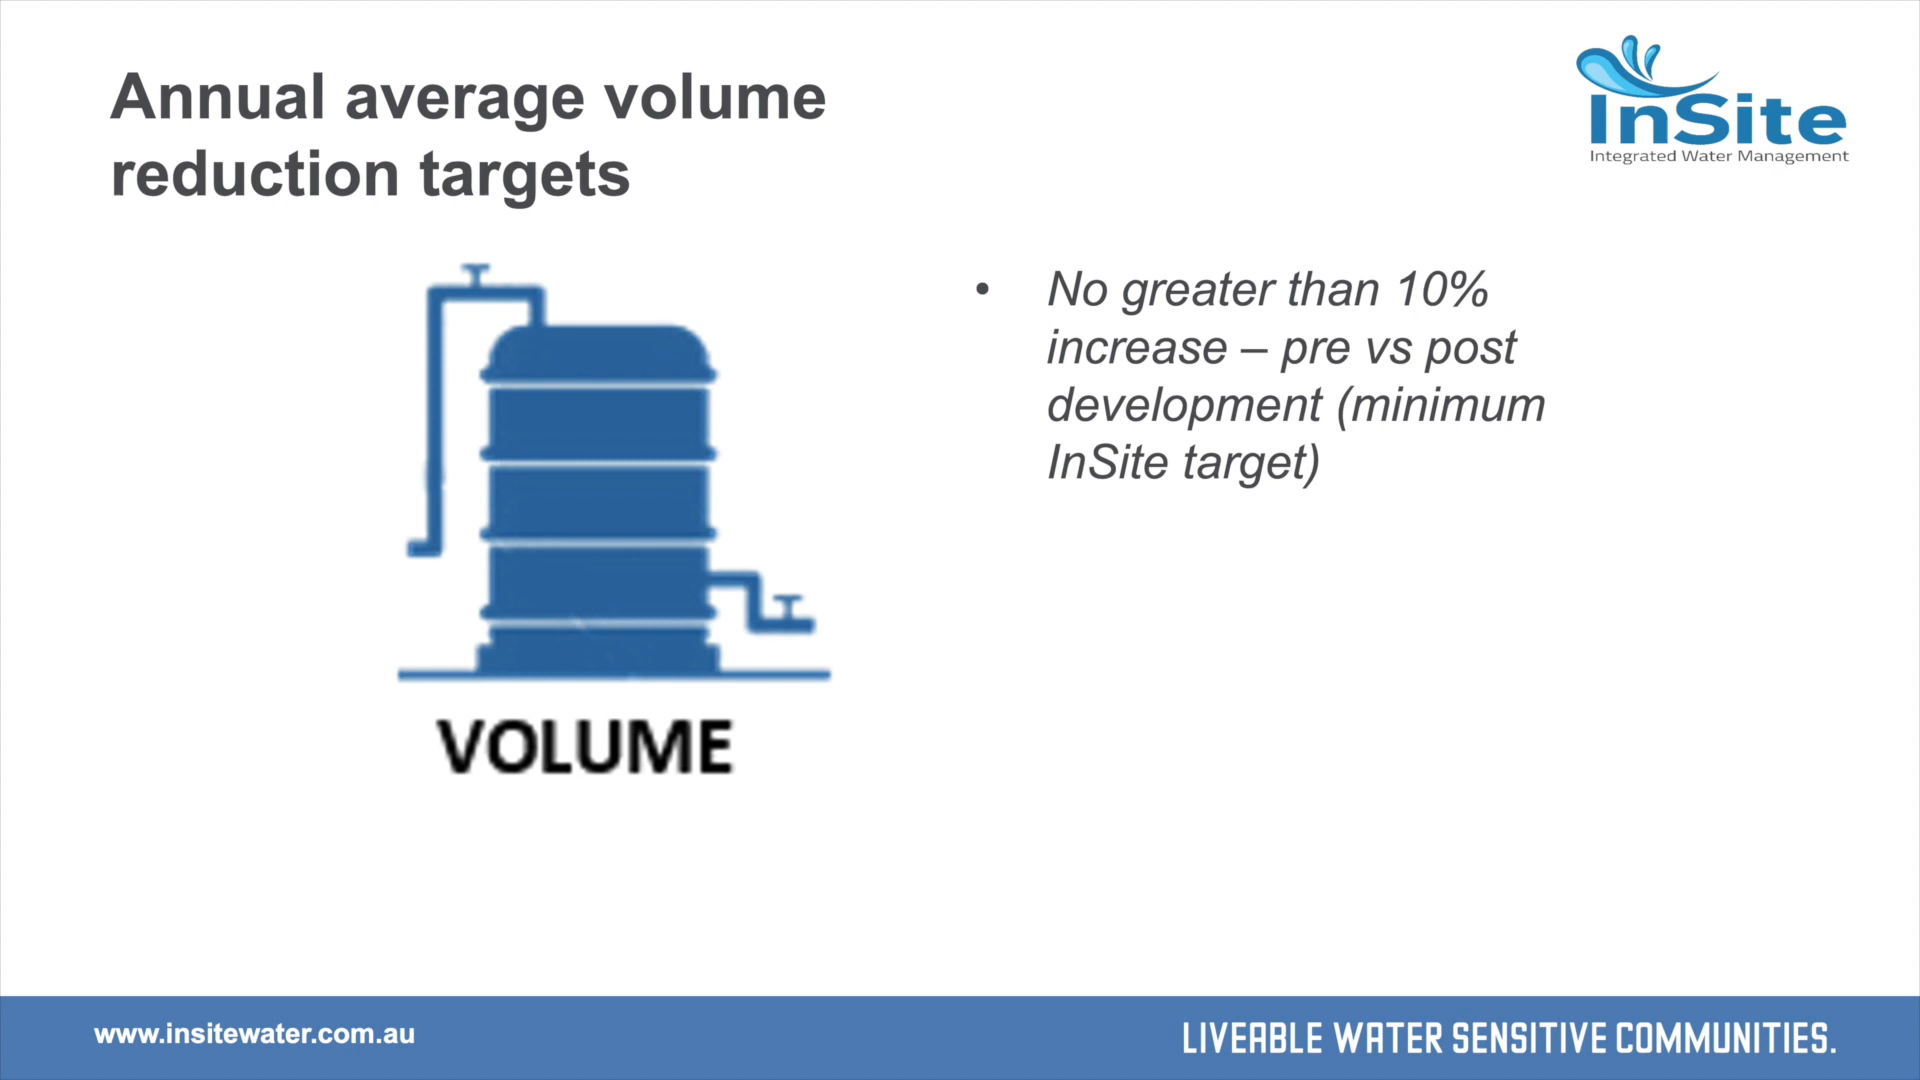 Annual average volume
reduction targets
InSite
Integrated Water Management
• No greater than 10%
increase – pre vs post
development (minimum
InSite target)
VOLUME
www.insitewater.com.au
LIVEABLE WATER SENSITIVE COMMUNITIES.